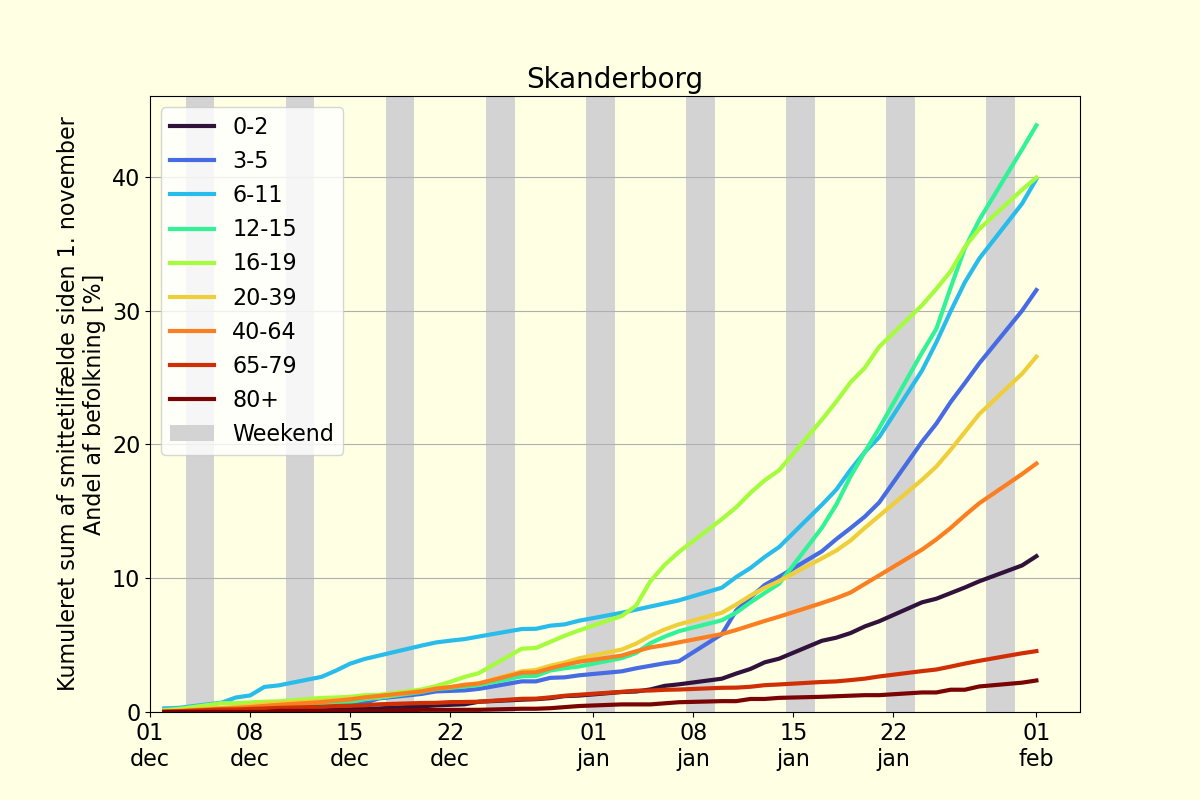 Skanderborg
Kumuleret sum af smittetilfælde siden 1. november
Andel af befolkning [%]
40
30
20
10
0
0-2
3-5
6-11
12-15
16-19
20-39
40-64
65-79
80+
Weekend
01 08 15 22 01 08 15 22 01
dec dec dec dec jan jan jan jan feb